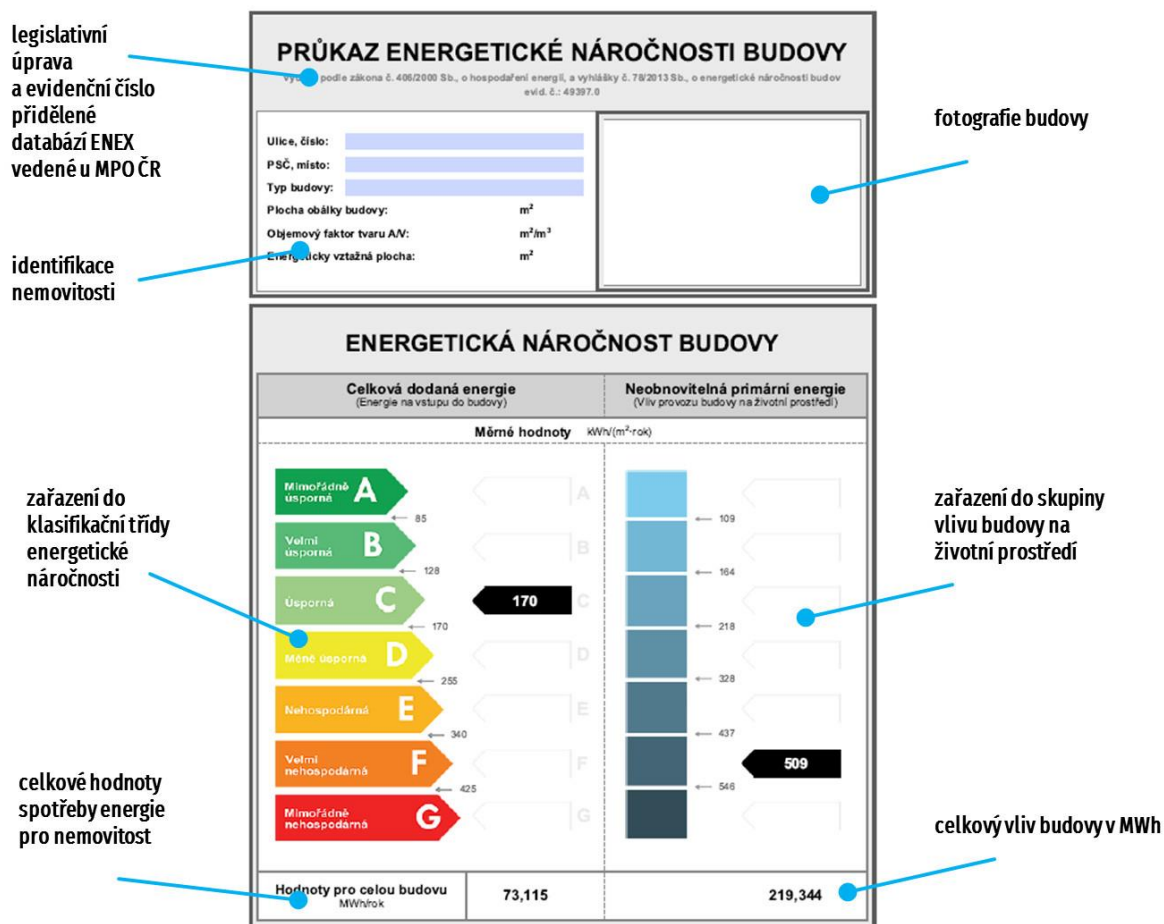 legislativní
úprava
a evidenční číslo
přidělené
databází ENEX
vedené u MPO ČR
identifikace
nemovitosti
zařazení do
klasifikační třídy
energetické
náročnosti
celkové hodnoty
spotřeby energie
pro nemovitost
PRŮKAZ ENERGETICKÉ NÁROČNOSTI BUDOVY
podle zákona č. 406/2000 Sb., o hospodaření energií, a vyhlášky č. 78/2013 Sb., o energetické náročnosti budov
evid. č.: 49397.0
Ulice, číslo:
PSČ, místo:
Typ budovy:
Plocha obálky budovy: m²
Objemový faktor tvaru A/V: m²/m³
Energeticky vztažná plocha: m²
ENERGETICKÁ NÁROČNOST BUDOVY
Celková dodaná energie
(Energie na vstupu do budovy)
Neobnovitelná primární energie
(Vliv provozu budovy na životní prostředí)
Měrné hodnoty kWh/(m²·rok)
Mimořádně
úsporná A
A
85
109
Velmi
úsporná B
B
128
164
Úsporná C
170
C
170
218
Méně úsporná D
D
255
328
Nehospodárná E
E
340
437
Velmi
nehospodárná F
F
509
425
546
Mimořádně
nehospodárná G
G
Hodnoty pro celou budovu
MWh/rok
73,115
219,344
fotografie budovy
zařazení do skupiny
vlivu budovy na
životní prostředí
celkový vliv budovy v MWh